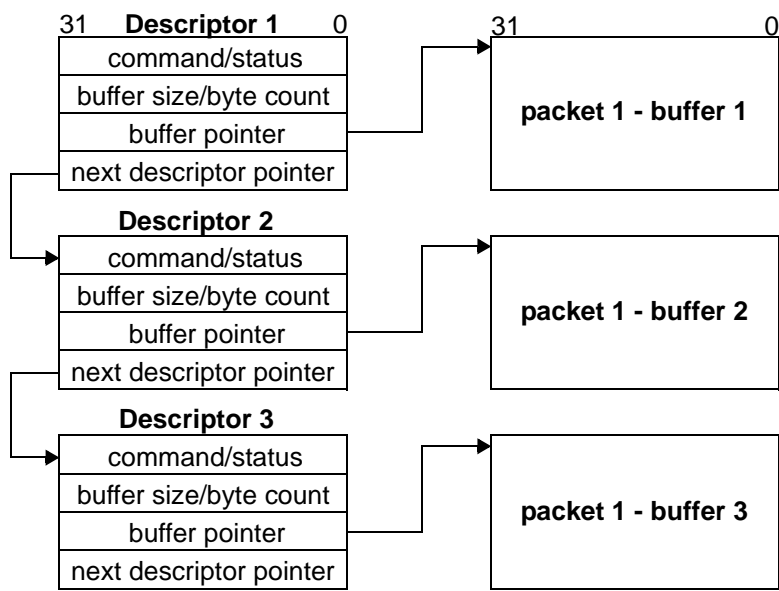 31 Descriptor 1 0
command/status
buffer size/byte count
buffer pointer
next descriptor pointer
31 0
packet 1 - buffer 1
Descriptor 2
command/status
buffer size/byte count
buffer pointer
next descriptor pointer
packet 1 - buffer 2
Descriptor 3
command/status
buffer size/byte count
buffer pointer
next descriptor pointer
packet 1 - buffer 3